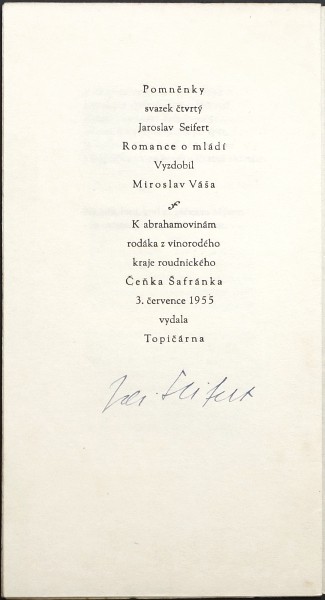 Pomněnky
svazek čtvrtý
Jaroslav Seifert
Romance o mládí
Vyzdobil
Miroslav Váša
K abrahamovinám
rodáka z vinorodého
kraje roudnického
Čeňka Šafránka
3. července 1955
vydala
Topičárna
Jar. Seifert